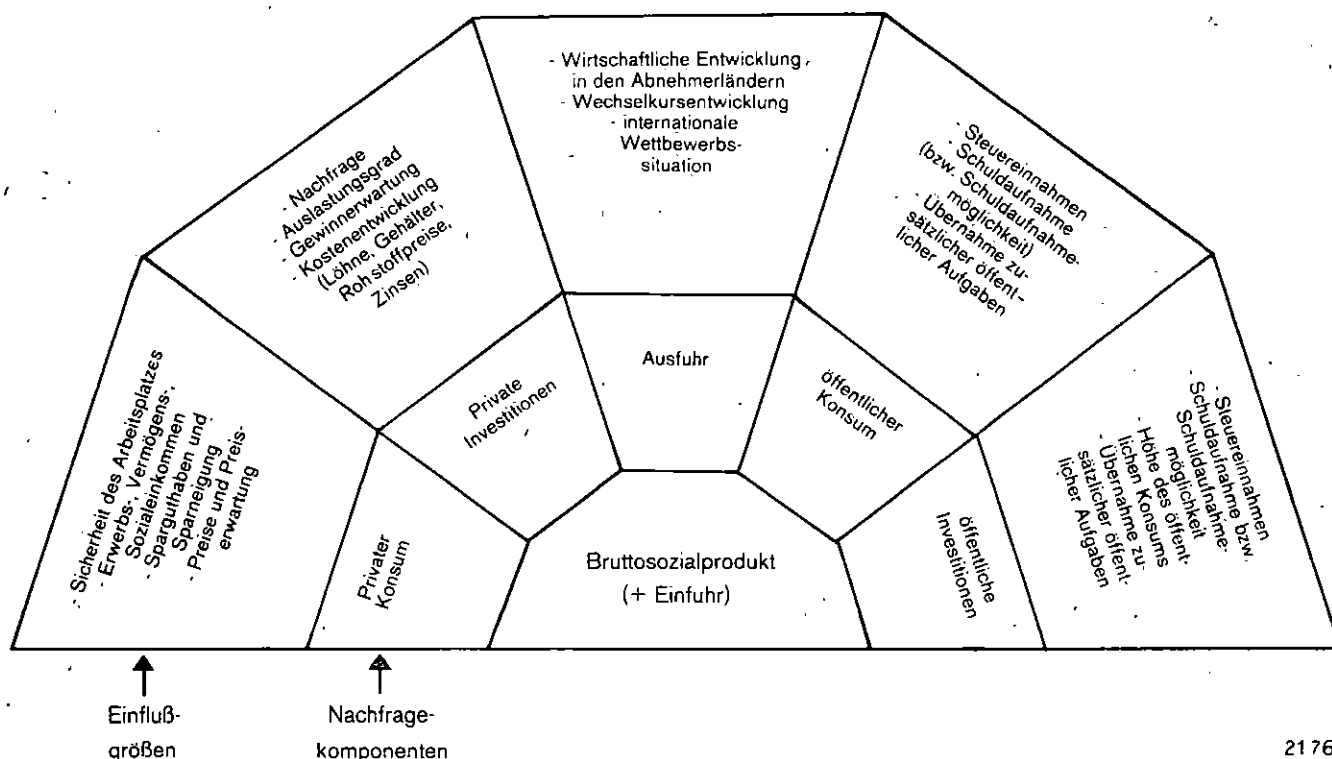 - Sicherheit des Arbeitsplatzes
- Erwerbs-, Vermögens-,
Sozialeinkommen
- Sparguthaben und
Sparneigung
- Preise und Preis-
erwartung
- Nachfrage
- Auslastungsgrad
- Gewinnerwartung
- Kostenentwicklung
(Löhne, Gehälter,
Rohstoffpreise,
Zinsen)
- Wirtschaftliche Entwicklung
in den Abnehmerländern
- Wechselkursentwicklung
- internationale
Wettbewerbs-
situation
- Steuereinnahmen
- Schuldaufnahme
(bzw. Schuldaufnahme-
möglichkeit)
- Übernahme zu-
sätzlicher öffent-
licher Aufgaben
- Steuereinnahmen
Schuldaufnahme bzw.
Schuldaufnahme-
möglichkeit
- Höhe des öffent-
lichen Konsums
- Übernahme zu-
sätzlicher öffent-
licher Aufgaben
Privater
Konsum
Private
Investitionen
Ausfuhr
öffentlicher
Konsum
öffentliche
Investitionen
Bruttosozialprodukt
(+ Einfuhr)
Einfluß-
größen
Nachfrage-
komponenten
2176